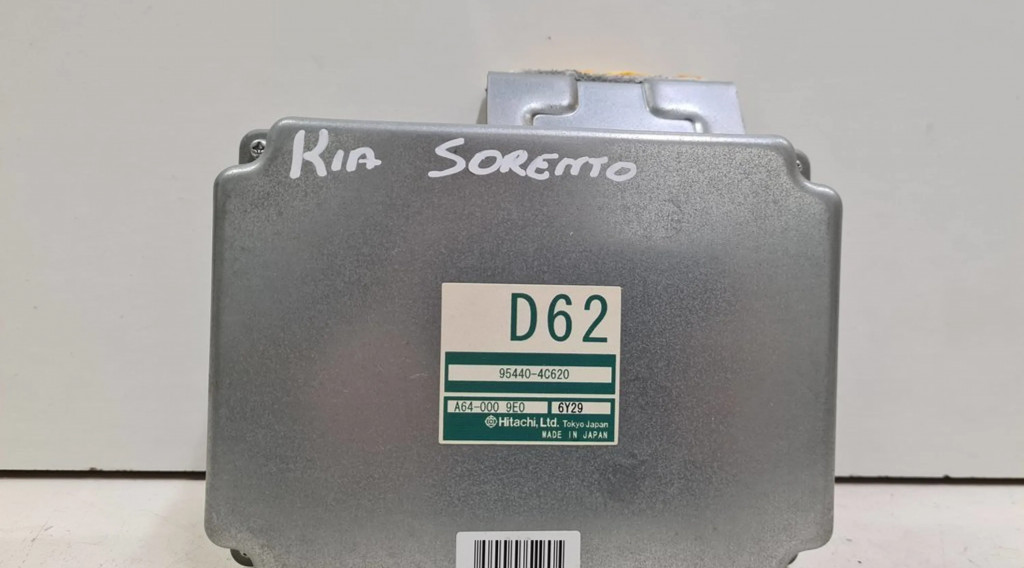 KIA SORENTO
D62
95440-4C620
A64-000 9E0 6Y29
Hitachi, Ltd. Tokyo Japan
MADE IN JAPAN